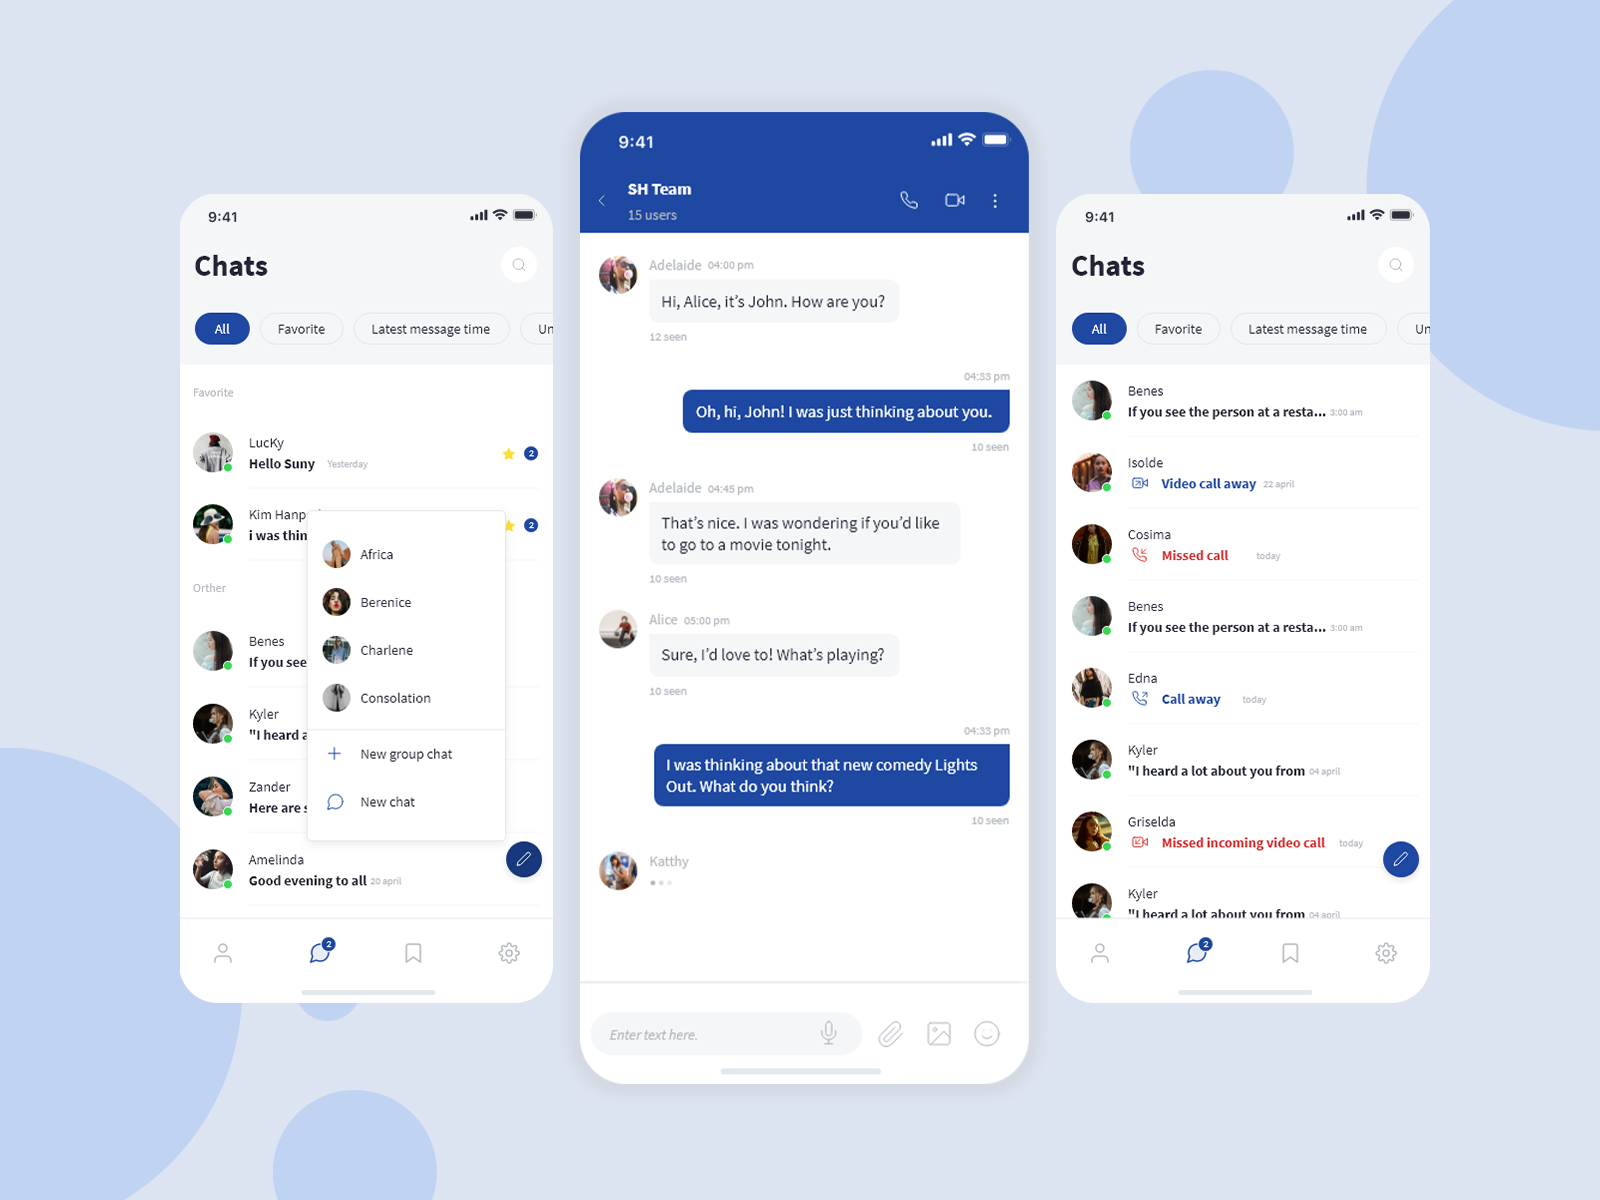 9:41
Chats
All
Favorite
Latest message time
Un
Favorite
LucKy
Hello Suny Yesterday
2
Kim Hanp
i was thin
2
Orther
Benes
If you see
Kyler
"I heard a
Zander
Here are s
Amelinda
Good evening to all 20 april
Africa
Berenice
Charlene
Consolation
New group chat
New chat
2
9:41
SH Team
15 users
Adelaide 04:00 pm
Hi, Alice, it’s John. How are you?
12 seen
04:33 pm
Oh, hi, John! I was just thinking about you.
10 seen
Adelaide 04:45 pm
That’s nice. I was wondering if you’d like
to go to a movie tonight.
10 seen
Alice 05:00 pm
Sure, I’d love to! What’s playing?
10 seen
04:33 pm
I was thinking about that new comedy Lights
Out. What do you think?
10 seen
Katthy
Enter text here.
9:41
Chats
All
Favorite
Latest message time
Un
Benes
If you see the person at a resta... 3:00 am
Isolde
Video call away 22 april
Cosima
Missed call today
Benes
If you see the person at a resta... 3:00 am
Edna
Call away today
Kyler
"I heard a lot about you from 04 april
Griselda
Missed incoming video call today
Kyler
"I heard a lot about you from 04 april
2